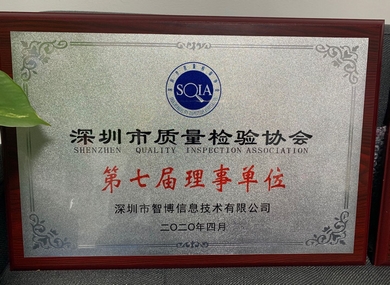 SQIA
深圳市质量检验协会
SHENZHEN QUALITY INSPECTION ASSOCIATION
第七届理事单位
深圳市智博信息技术有限公司
二〇二〇年四月